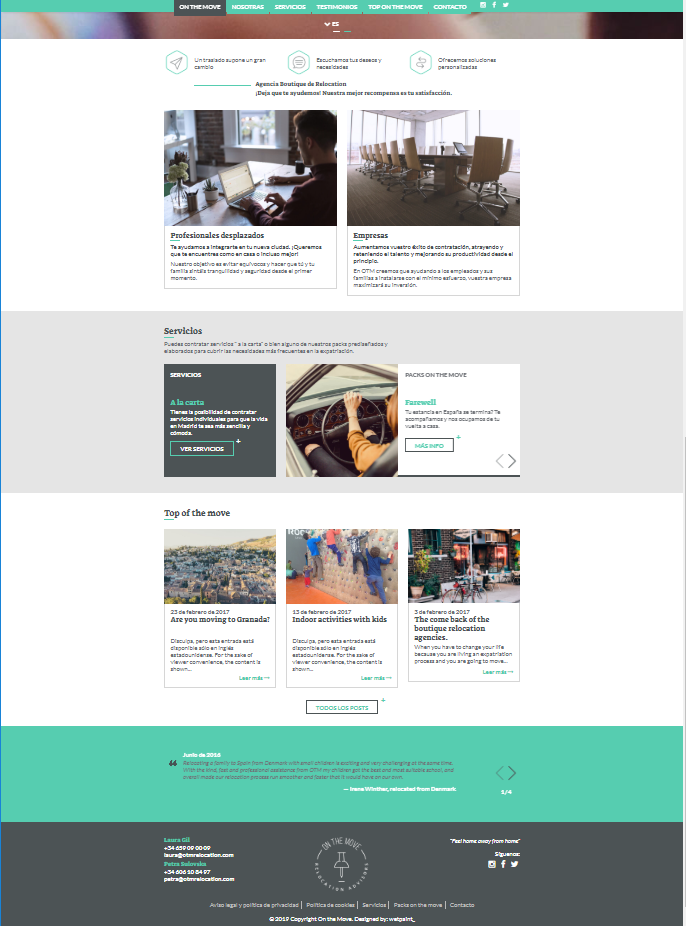 ON THE MOVE NOSOTRAS SERVICIOS TESTIMONIOS TOP ON THE MOVE CONTACTO
ES
Un traslado supone un gran cambio
Escuchamos tus deseos y necesidades
Ofrecemos soluciones personalizadas
Agencia Boutique de Relocation
¡Deja que te ayudemos! Nuestra mejor recompensa es tu satisfacción.
Profesionales desplazados
Te ayudamos a integrarte en tu nueva ciudad. ¡Queremos
que te encuentres como en casa o incluso mejor!
Nuestro objetivo es evitar equívocos y hacer que tú y tu
familia sintáis tranquilidad y seguridad desde el primer
momento.
Empresas
Aumentamos vuestro éxito de contratación, atrayendo y
reteniendo el talento y mejorando su productividad desde el
principio.
En OTM creemos que ayudando a los empleados y sus
familias a instalarse con el mínimo esfuerzo, vuestra empresa
maximizará su inversión.
Servicios
Puedes contratar servicios "a la carta" o bien alguno de nuestros packs prediseñados y
elaborados para cubrir las necesidades más frecuentes en la expatriación.
SERVICIOS
A la carta
Tienes la posibilidad de contratar
servicios individuales para que la vida
en Madrid te sea más sencilla y
cómoda.
VER SERVICIOS
+
PACKS ON THE MOVE
Farewell
Tu estancia en España se termina? Te
acompañamos y nos ocupamos de tu
vuelta a casa.
MÁS INFO
+
Top of the move
23 de febrero de 2017
Are you moving to Granada?
Disculpa, pero esta entrada está
disponible sólo en Inglés
estadounidense. For the sake of
viewer convenience, the content is
shown...
Leer más →
13 de febrero de 2017
Indoor activities with kids
Disculpa, pero esta entrada está
disponible sólo en Inglés
estadounidense. For the sake of
viewer convenience, the content is
shown...
Leer más →
3 de febrero de 2017
The come back of the
boutique relocation
agencies.
When you have to change your life
because you are living an expatriation
process and you are going to move...
Leer más →
TODOS LOS POSTS
+
Junio de 2016
“ Relocating a family to Spain from Denmark with small children is exciting and very challenging at the same time.
With the kind, fast and professional assistance from OTM my children got the best and most suitable school, and
overall made our relocation process run smoother and faster that it would have on our own.
— Irene Winther, relocated from Denmark
1/4
Laura Gil
+34 659 09 00 09
laura@otmrelocation.com
Petra Sulovska
+34 606 10 84 97
petra@otmrelocation.com
ON THE MOVE
RELOCATION ADVISORS
"Feel home away from home"
Síguenos:
Aviso legal y política de privacidad | Política de cookies | Servicios | Packs on the move | Contacto
© 2019 Copyright On the Move. Designed by: watpaint_